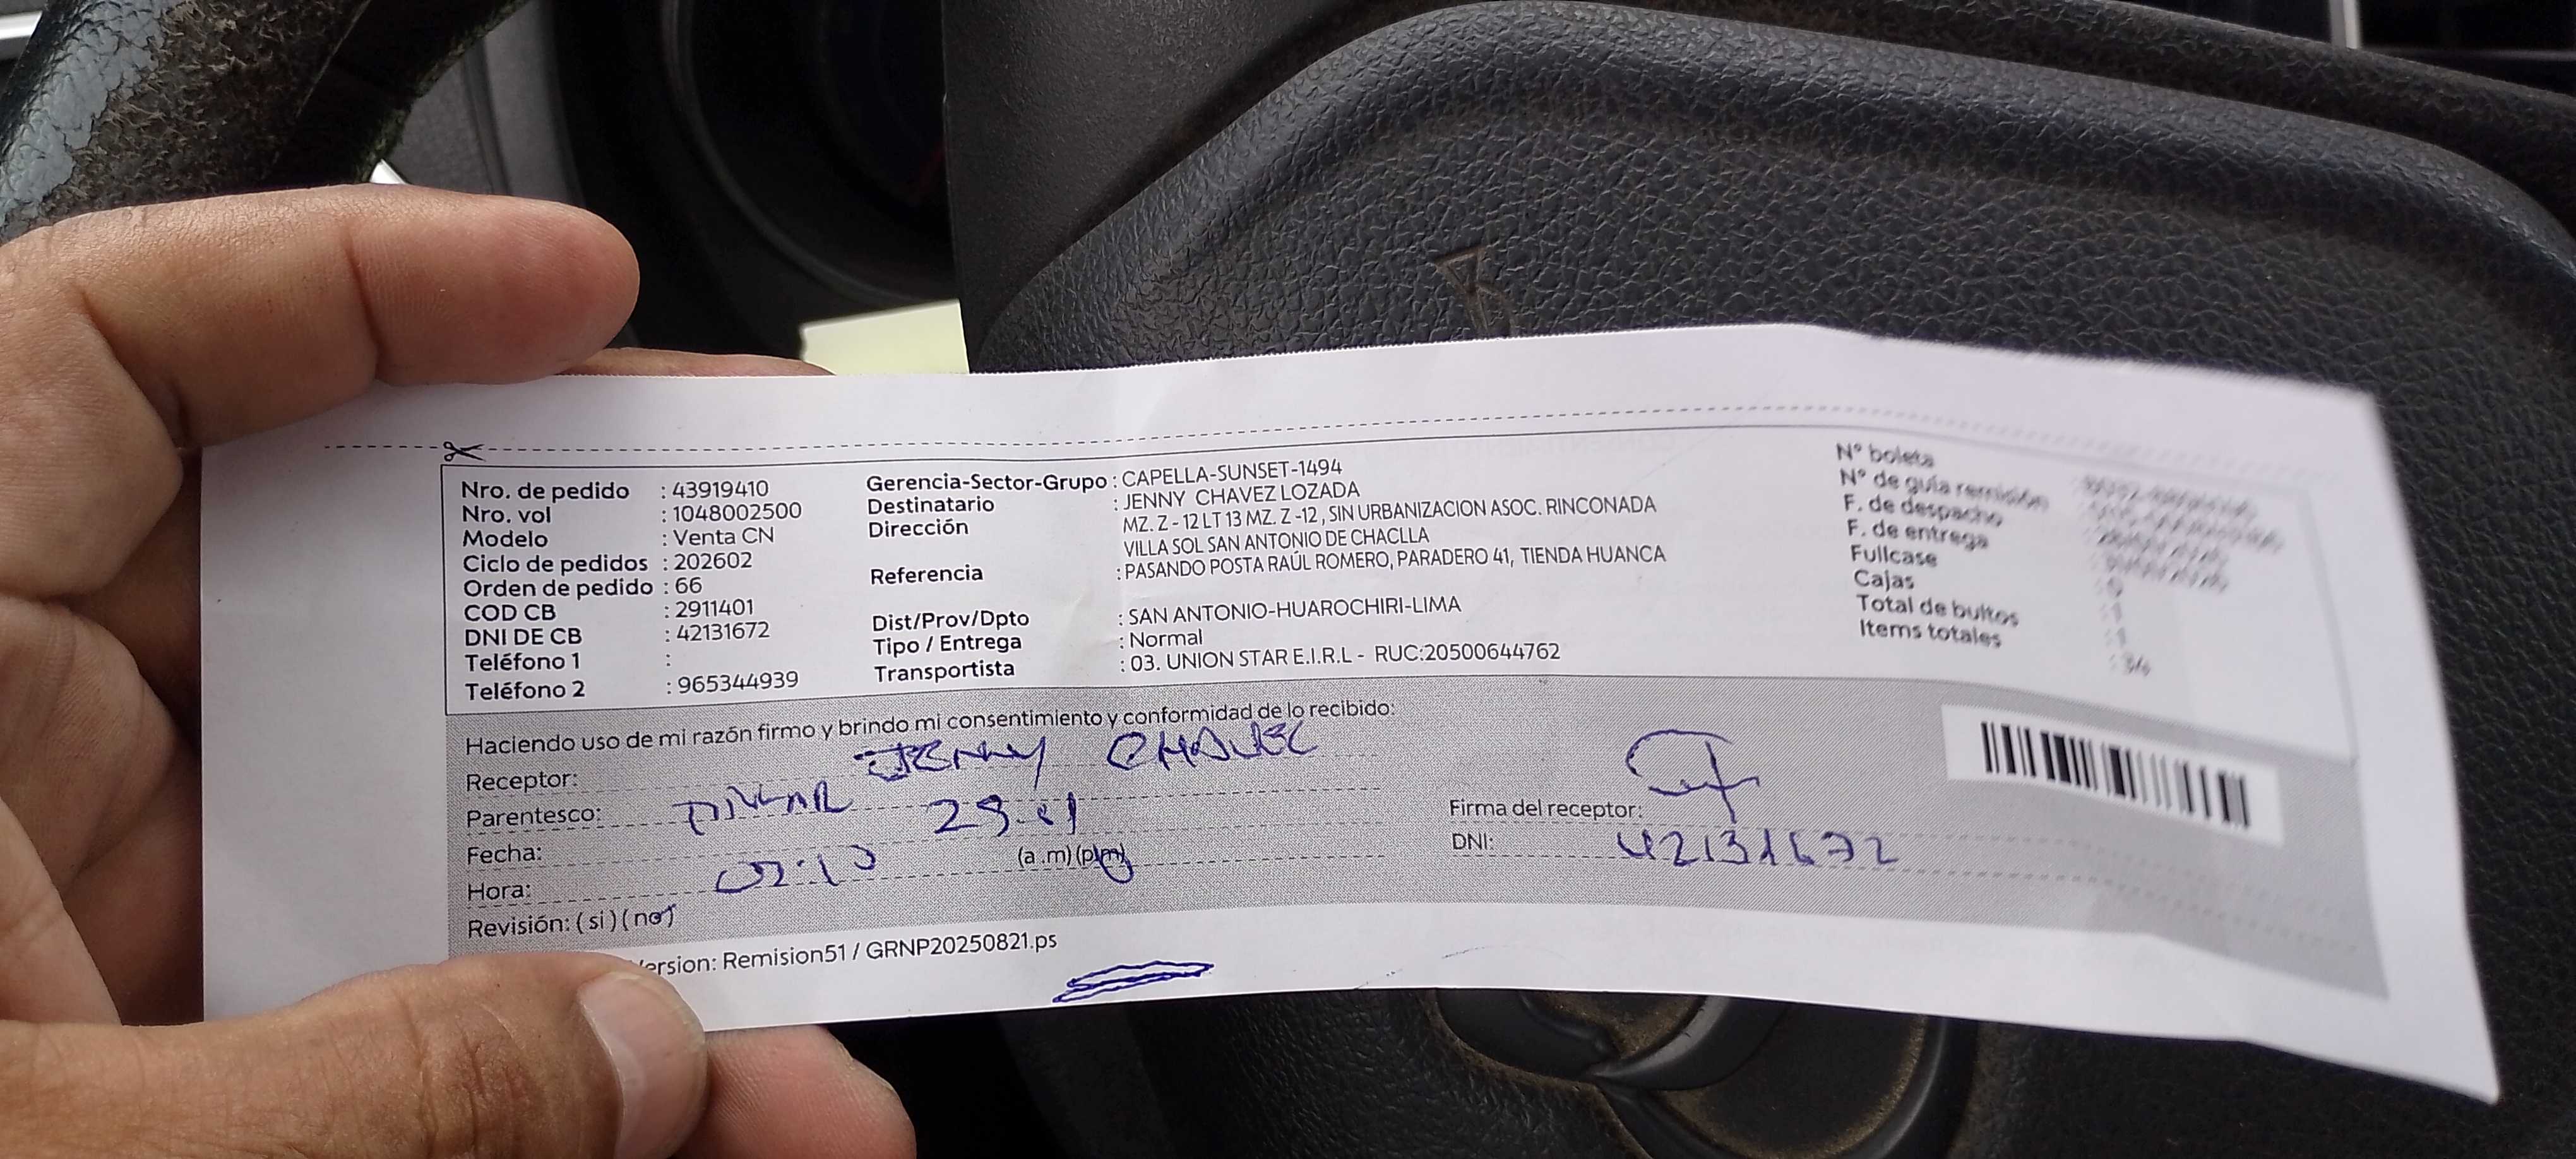 Nro. de pedido : 43919410
Nro. vol : 1048002500
Modelo : Venta CN
Ciclo de pedidos : 202602
Orden de pedido : 66
COD CB : 2911401
DNI DE CB : 42131672
Teléfono 1 :
Teléfono 2 : 965344939
Gerencia-Sector-Grupo : CAPELLA-SUNSET-1494
Destinatario : JENNY CHAVEZ LOZADA
Dirección MZ. Z - 12 LT 13 MZ. Z -12 , SIN URBANIZACION ASOC. RINCONADA
VILLA SOL SAN ANTONIO DE CHACLLA
Referencia : PASANDO POSTA RAÚL ROMERO, PARADERO 41, TIENDA HUANCA
Dist/Prov/Dpto : SAN ANTONIO-HUAROCHIRI-LIMA
Tipo / Entrega : Normal
Transportista : 03. UNION STAR E.I.R.L - RUC:20500644762
N° boleta
N° de guía remisión
F. de despacho
F. de entrega
Fullcase
Cajas : 1
Total de bultos : 1
Items totales
Haciendo uso de mi razón firmo y brindo mi consentimiento y conformidad de lo recibido:
Receptor: JENNY CHAVEZ
Parentesco:
Fecha:
Hora: (a .m) (p.m)
Revisión: ( si ) ( no )
Firma del receptor:
DNI: 42131672
ersion: Remision51 / GRNP20250821.ps